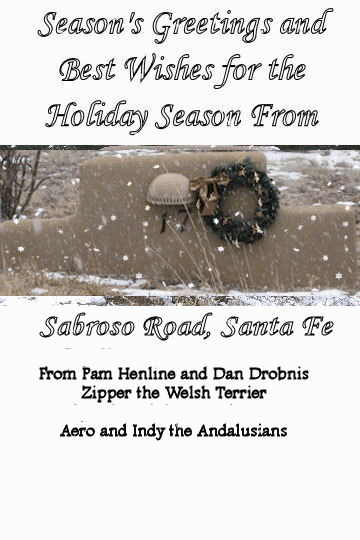 Season's Greetings and
Best Wishes for the
Holiday Season From
Sabroso Road, Santa Fe
From Pam Henline and Dan Drobnis
Zipper the Welsh Terrier
Aero and Indy the Andalusians